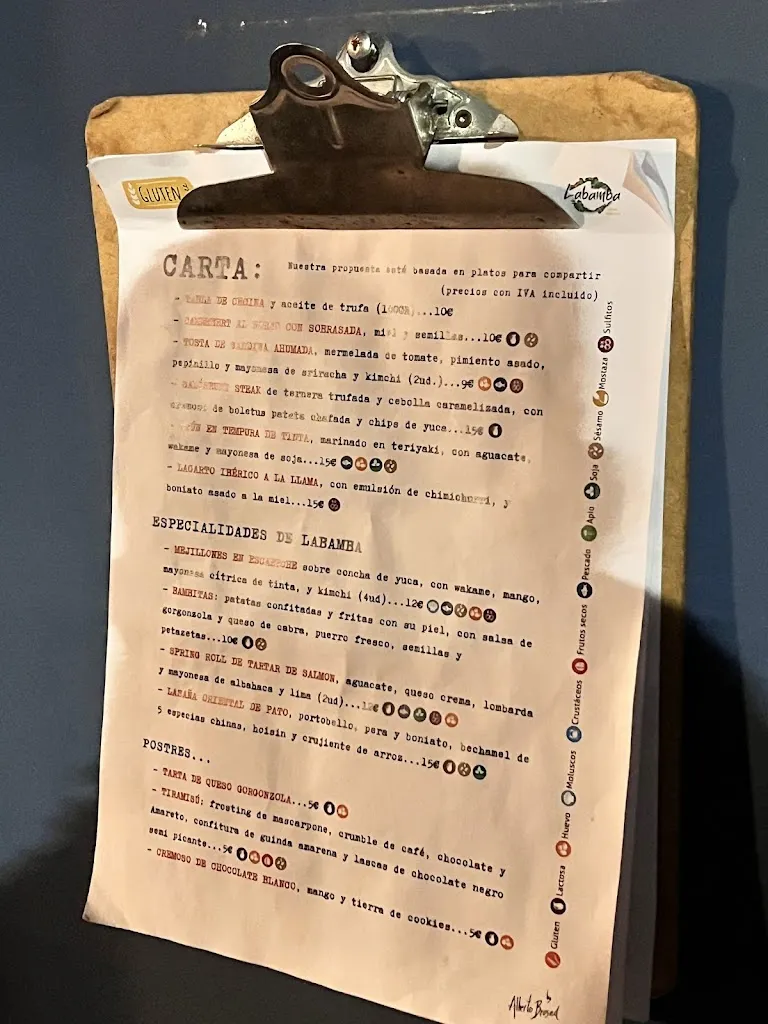 GLUTEN
Labamba
CARTA:
Nuestra propuesta está basada en platos para compartir
(precios con IVA incluido)
- TABLA DE CECINA y aceite de trufa (100GR)...10€
- CAMEMBERT AL HORNO CON SOBRASADA, miel y semillas...10€
- TOSTA DE SARDINA AHUMADA, mermelada de tomate, pimiento asado,
pepinillo y mayonesa de sriracha y kimchi (2ud.)...9€
STEAK de ternera trufada y cebolla caramelizada, con
de boletus patata chafada y chips de yuca...15€
EN TEMPURA DE TINTA, marinado en teriyaki, con aguacate,
wakame y mayonesa de soja...15€
- LAGARTO IBÉRICO A LA LLAMA, con emulsión de chimichurri, y
boniato asado a la miel...15€
ESPECIALIDADES DE LABAMBA
- MEJILLONES EN ESCABECHE sobre concha de yuca, con wakame, mango,
mayonesa cítrica de tinta, y kimchi (4ud)...12€
- BAMBITAS: patatas confitadas y fritas con su piel, con salsa de
gorgonzola y queso de cabra, puerro fresco, semillas y
petazetas...10€
- SPRING ROLL DE TARTAR DE SALMON, aguacate, queso crema, lombarda
y mayonesa de albahaca y lima (2ud)...12€
- LASAÑA ORIENTAL DE PATO, portobello, pera y boniato, bechamel de
5 especias chinas, hoisin y crujiente de arroz...15€
POSTRES...
- TARTA DE QUESO GORGONZOLA...5€
- TIRAMISÚ; frosting de mascarpone, crumble de café, chocolate y
Amareto, confitura de guinda amarena y lascas de chocolate negro
semi picante...5€
- CREMOSO DE CHOCOLATE BLANCO, mango y tierra de cookies...5€
Gluten Lactosa Huevo Moluscos Crustáceos Frutos secos Pescado Apio Soja Sésamo Mostaza Sulfitos
Alberto